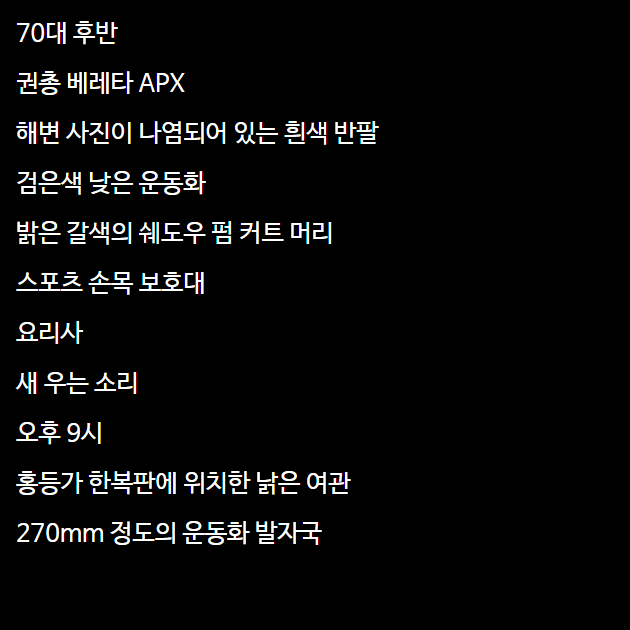 70대 후반
권총 베레타 APX
해변 사진이 나염되어 있는 흰색 반팔
검은색 낮은 운동화
밝은 갈색의 쉐도우 펌 커트 머리
스포츠 손목 보호대
요리사
새 우는 소리
오후 9시
홍등가 한복판에 위치한 낡은 여관
270mm 정도의 운동화 발자국